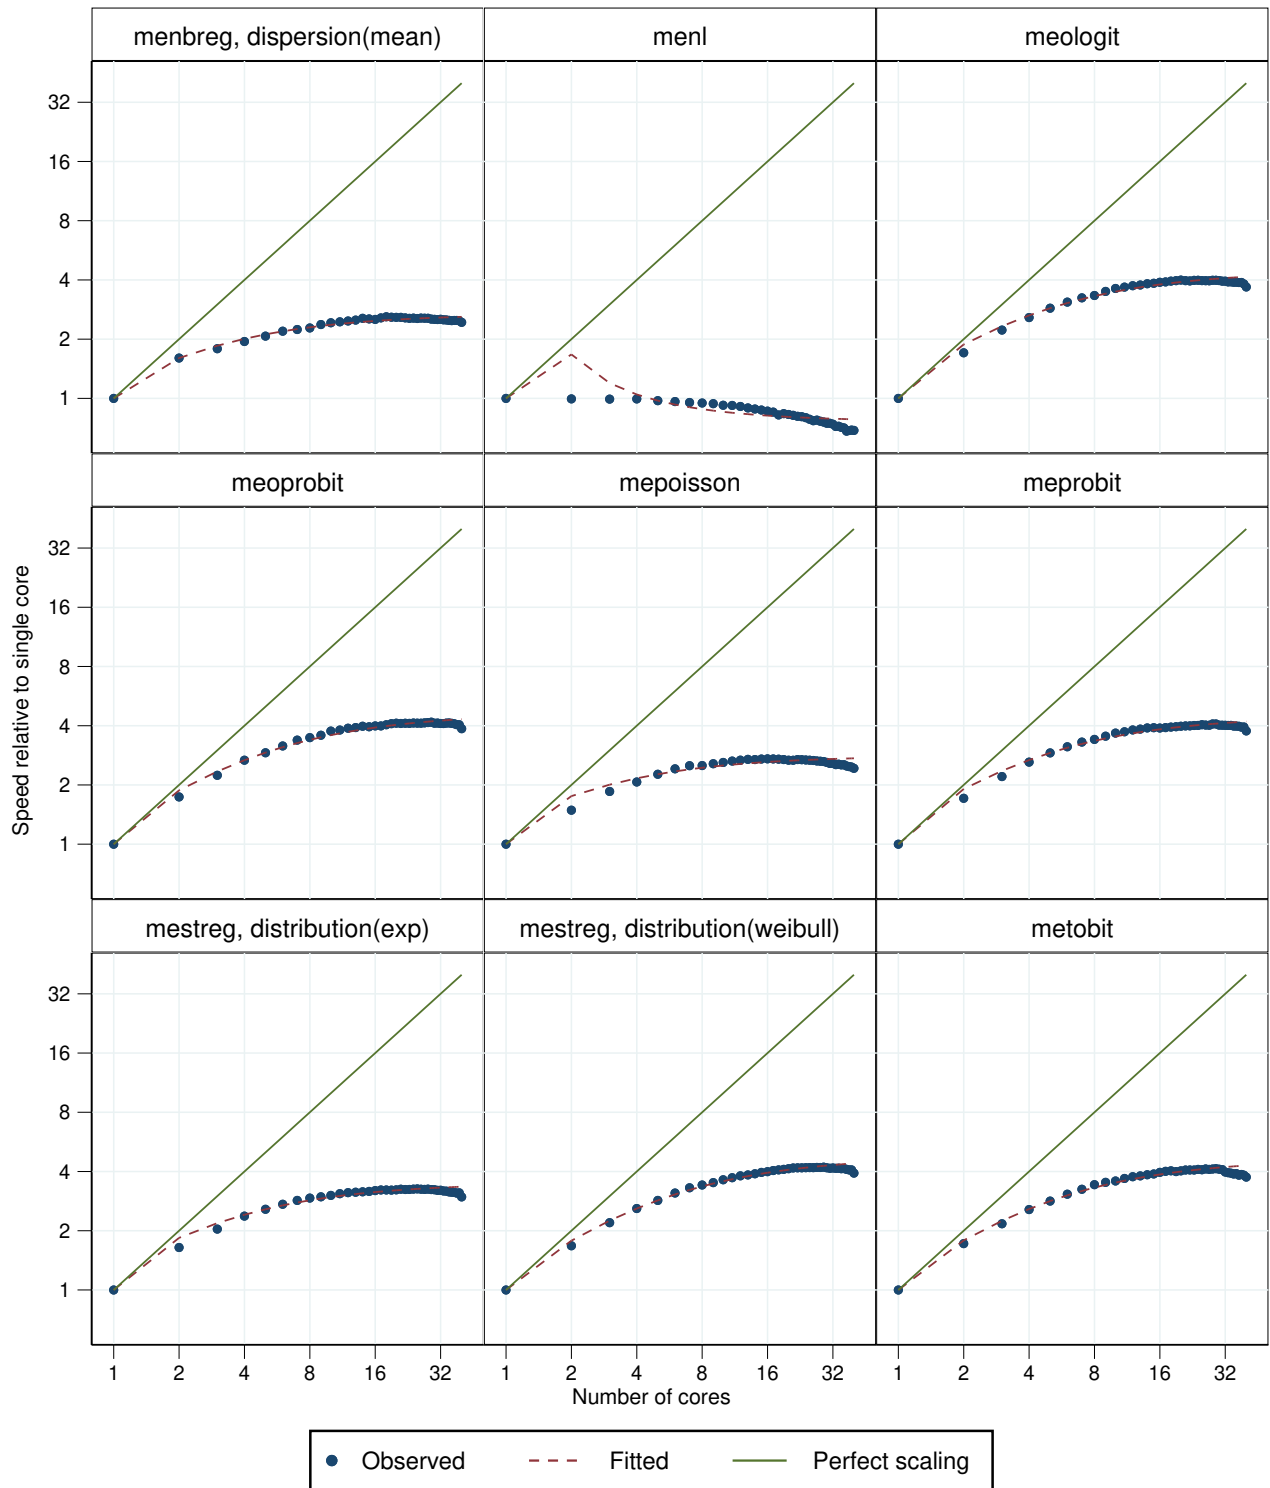 menbreg, dispersion(mean)
menl
meologit
32
16
8
4
2
1
meoprobit
mepoisson
meprobit
Speed relative to single core
32
16
8
4
2
1
mestreg, distribution(exp)
mestreg, distribution(weibull)
metobit
32
16
8
4
2
1
1 2 4 8 16 32 1 2 4 8 16 32 1 2 4 8 16 32
Number of cores
Observed Fitted Perfect scaling